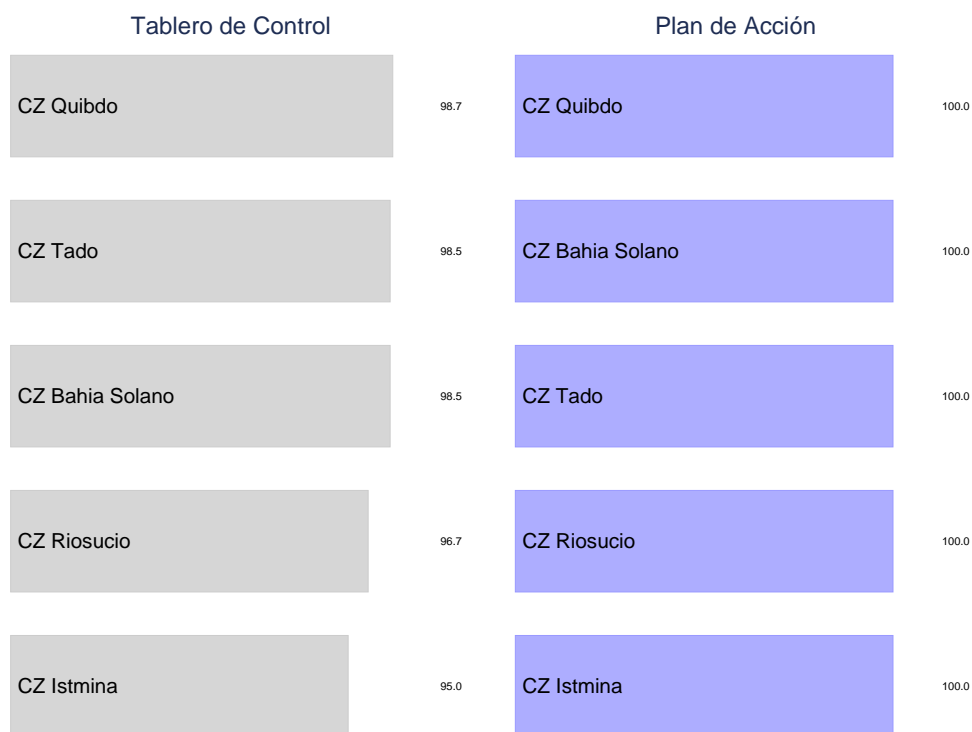 Tablero de Control
CZ Quibdo 98.7
CZ Tado 98.5
CZ Bahia Solano 98.5
CZ Riosucio 96.7
CZ Istmina 95.0
Plan de Acción
CZ Quibdo 100.0
CZ Bahia Solano 100.0
CZ Tado 100.0
CZ Riosucio 100.0
CZ Istmina 100.0